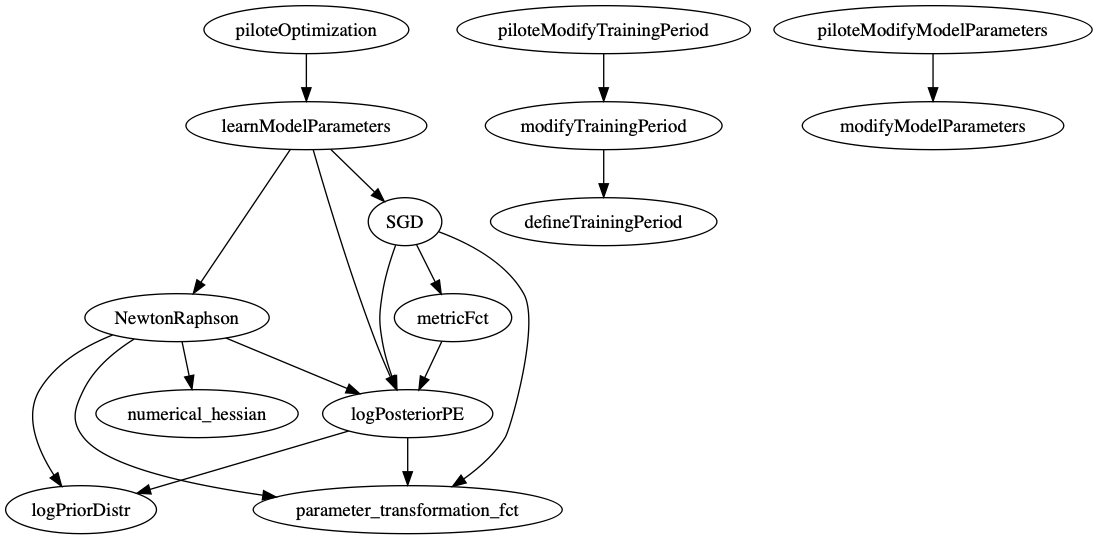 piloteOptimization
piloteModifyTrainingPeriod
piloteModifyModelParameters
learnModelParameters
modifyTrainingPeriod
modifyModelParameters
SGD
defineTrainingPeriod
NewtonRaphson
metricFct
numerical_hessian
logPosteriorPE
logPriorDistr
parameter_transformation_fct